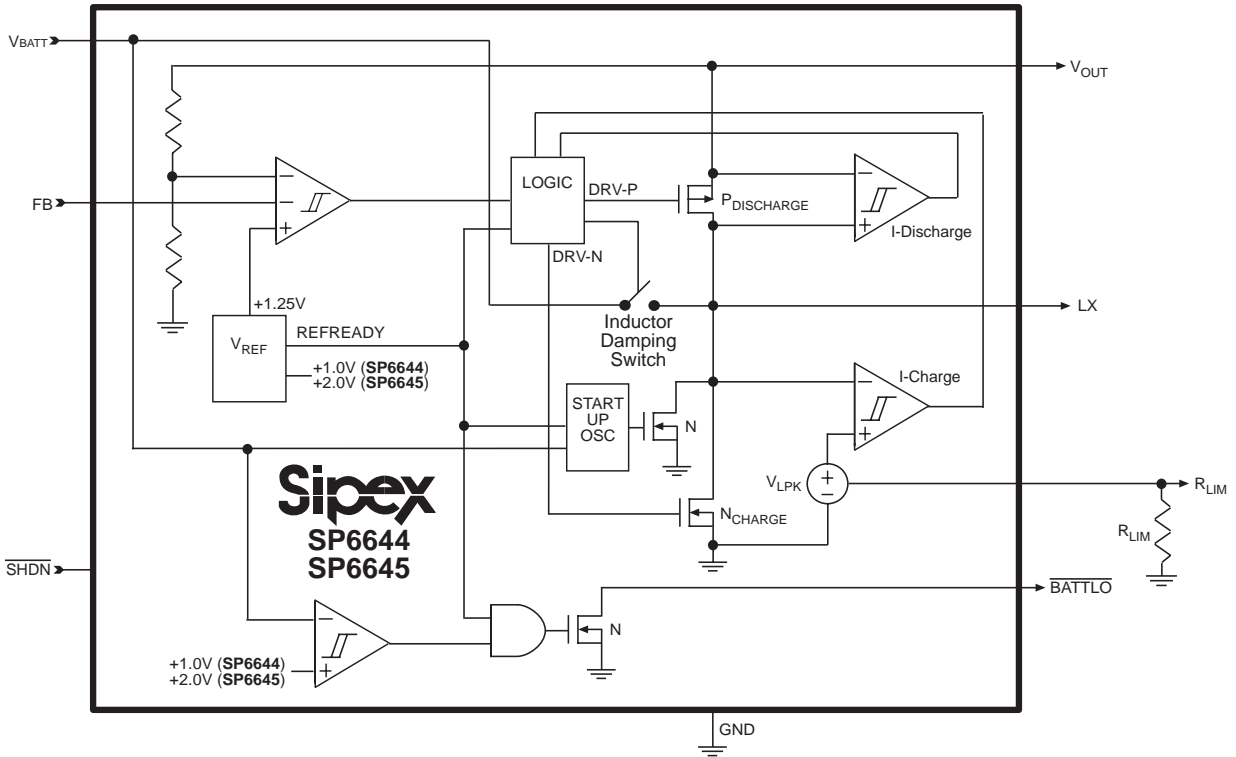 VBATT
VOUT
LOGIC
DRV-P
PDISCHARGE
−
+
I-Discharge
FB
−
−
+
DRV-N
+1.25V
VREF
REFREADY
+1.0V (SP6644)
+2.0V (SP6645)
Inductor
Damping
Switch
LX
I-Charge
−
+
START
UP
OSC
N
VLPK
+
−
RLIM
RLIM
NCHARGE
Sipex
SP6644
SP6645
SHDN
BATTLO
−
+
+1.0V (SP6644)
+2.0V (SP6645)
N
GND